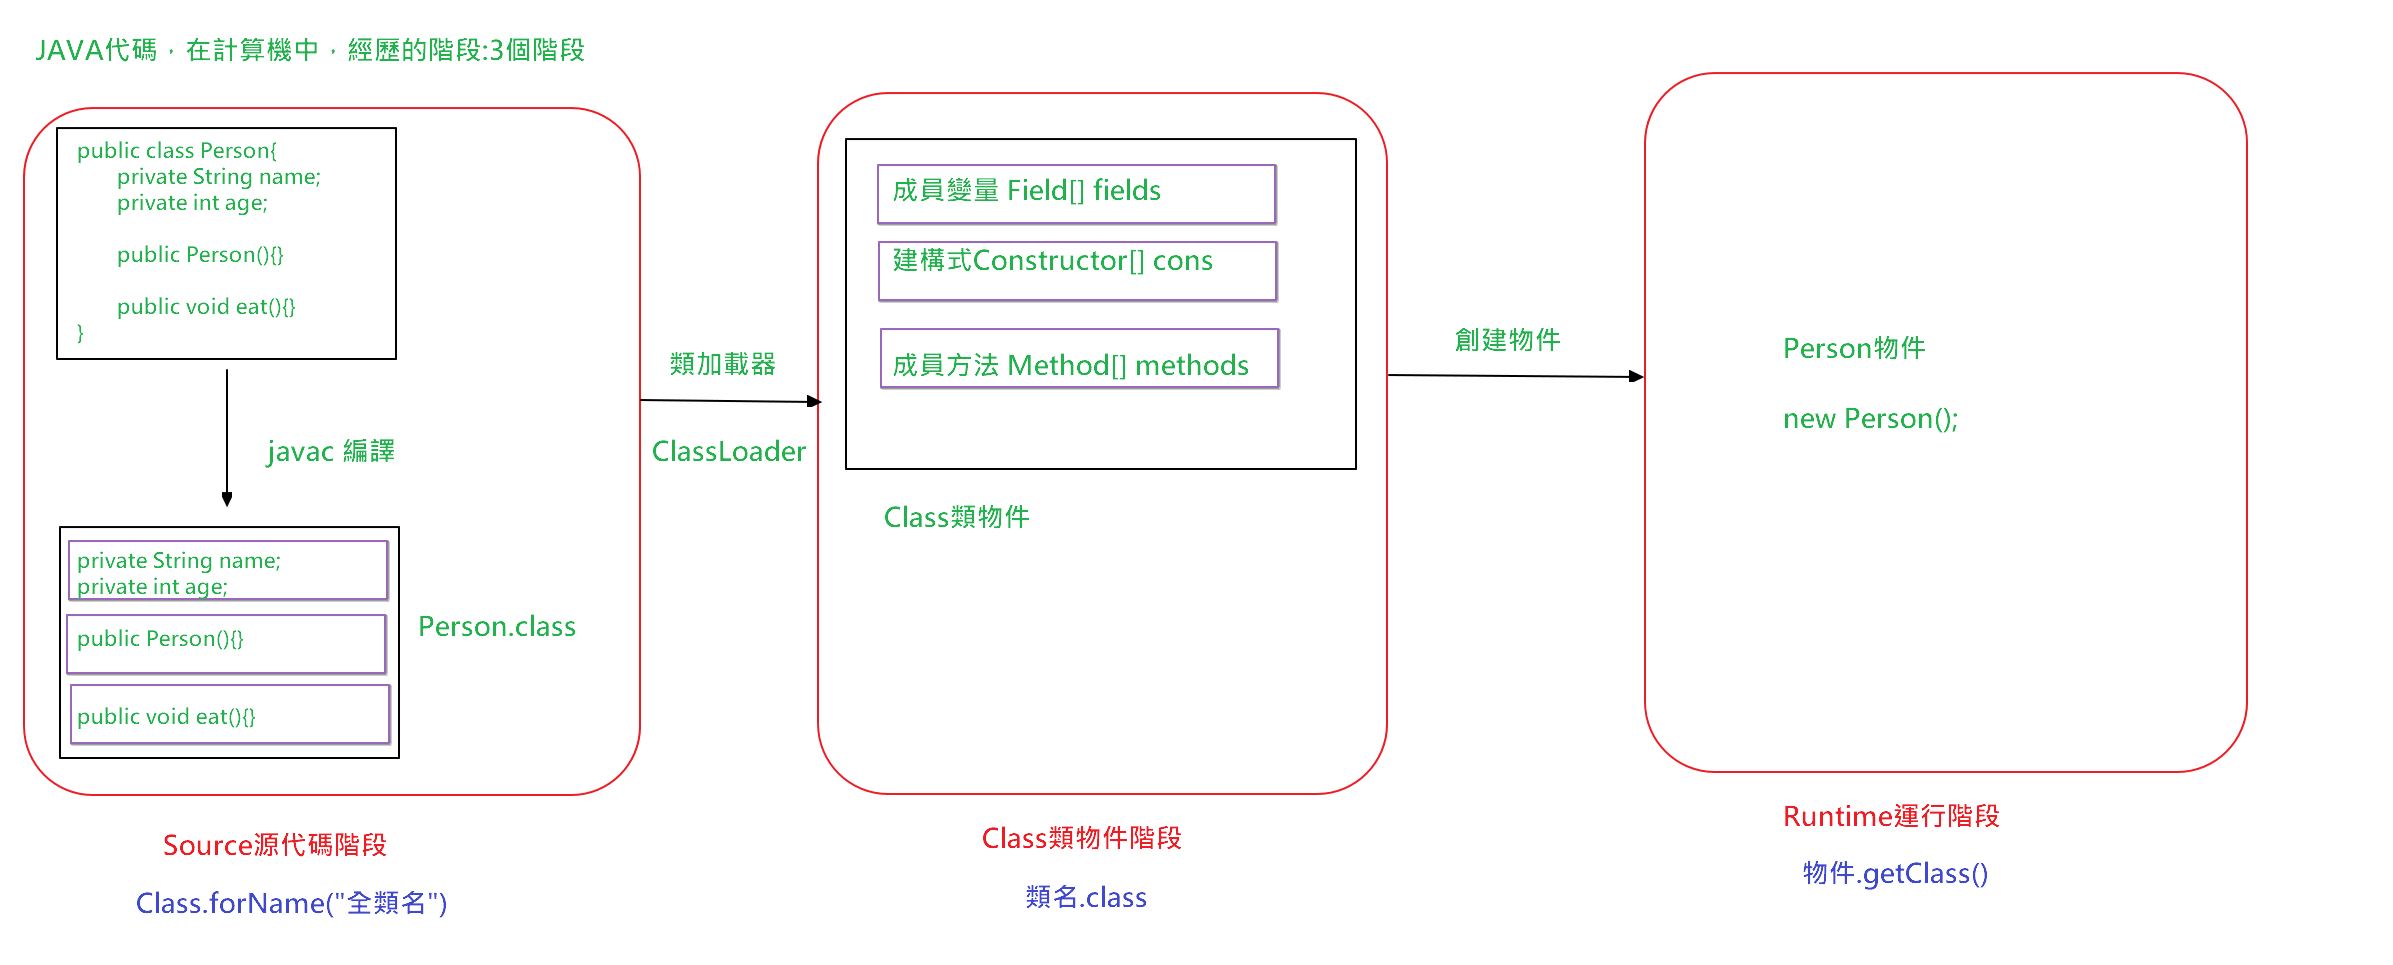 JAVA代碼，在計算機中，經歷的階段:3個階段
public class Person{
private String name;
private int age;
public Person(){}
public void eat(){}
}
javac 編譯
private String name;
private int age;
public Person(){}
public void eat(){}
Person.class
Source源代碼階段
Class.forName("全類名")
類加載器
ClassLoader
成員變量 Field[] fields
建構式Constructor[] cons
成員方法 Method[] methods
Class類物件
Class類物件階段
類名.class
創建物件
Person物件
new Person();
Runtime運行階段
物件.getClass()